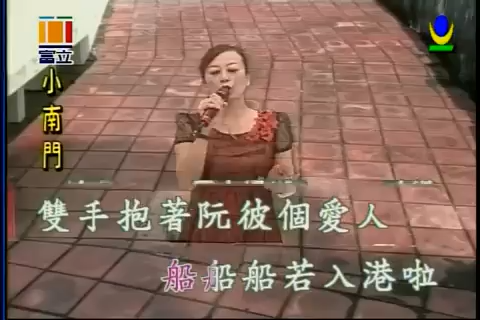 富立
小南門
雙手抱著阮彼個愛人
船船船若入港啦